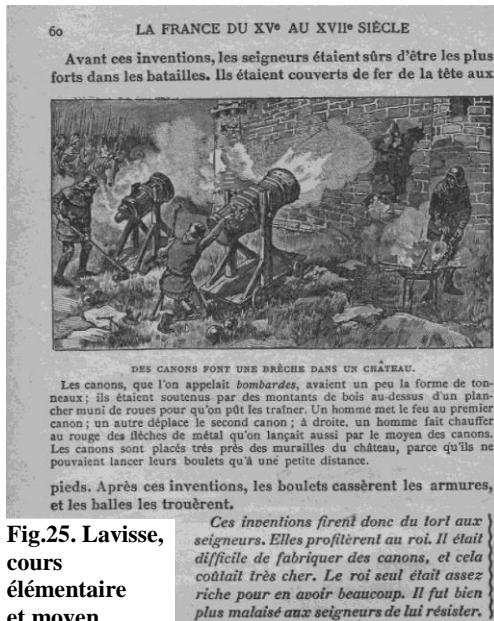 60 LA FRANCE DU XVe AU XVIIe SIÈCLE
Avant ces inventions, les seigneurs étaient sûrs d'être les plus
forts dans les batailles. Ils étaient couverts de fer de la tête aux
DES CANONS FONT UNE BRÈCHE DANS UN CHÂTEAU.
Les canons, que l'on appelait bombardes, avaient un peu la forme de ton-
neaux; ils étaient soutenus par des montants de bois au-dessus d'un plan-
cher muni de roues pour qu'on pût les traîner. Un homme met le feu au premier
canon; un autre déplace le second canon; à droite, un homme fait chauffer
au rouge des flèches de métal qu'on lançait aussi par le moyen des canons.
Les canons sont placés très près des murailles du château, parce qu'ils ne
pouvaient lancer leurs boulets qu'à une petite distance.
pieds. Après ces inventions, les boulets cassèrent les armures,
et les balles les trouèrent.
Ces inventions firent donc du tort aux
seigneurs. Elles profitèrent au roi. Il était
difficile de fabriquer des canons, et cela
coûtait très cher. Le roi seul était assez
riche pour en avoir beaucoup. Il fut bien
plus malaisé aux seigneurs de lui résister.
Fig.25. Lavisse,
cours
élémentaire
et moyen